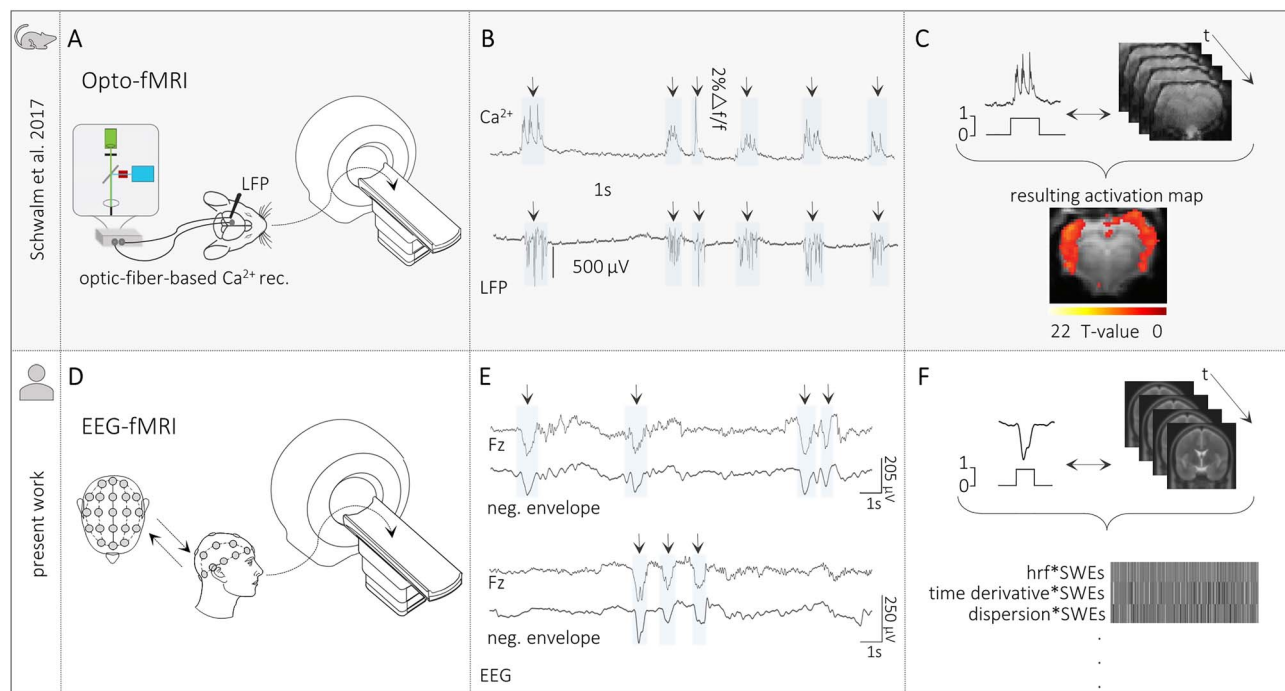 Schwalm et al. 2017
A
Opto-fMRI
LFP
optic-fiber-based Ca²⁺ rec.
B
Ca²⁺
2%△f/f
1s
500 μV
LFP
C
t
1
0
resulting activation map
22 T-value 0
present work
D
EEG-fMRI
E
Fz
neg. envelope
205 μV
1s
Fz
neg. envelope
250 μV
1s
EEG
F
t
1
0
hrf*SWEs
time derivative*SWEs
dispersion*SWEs
.
.
.